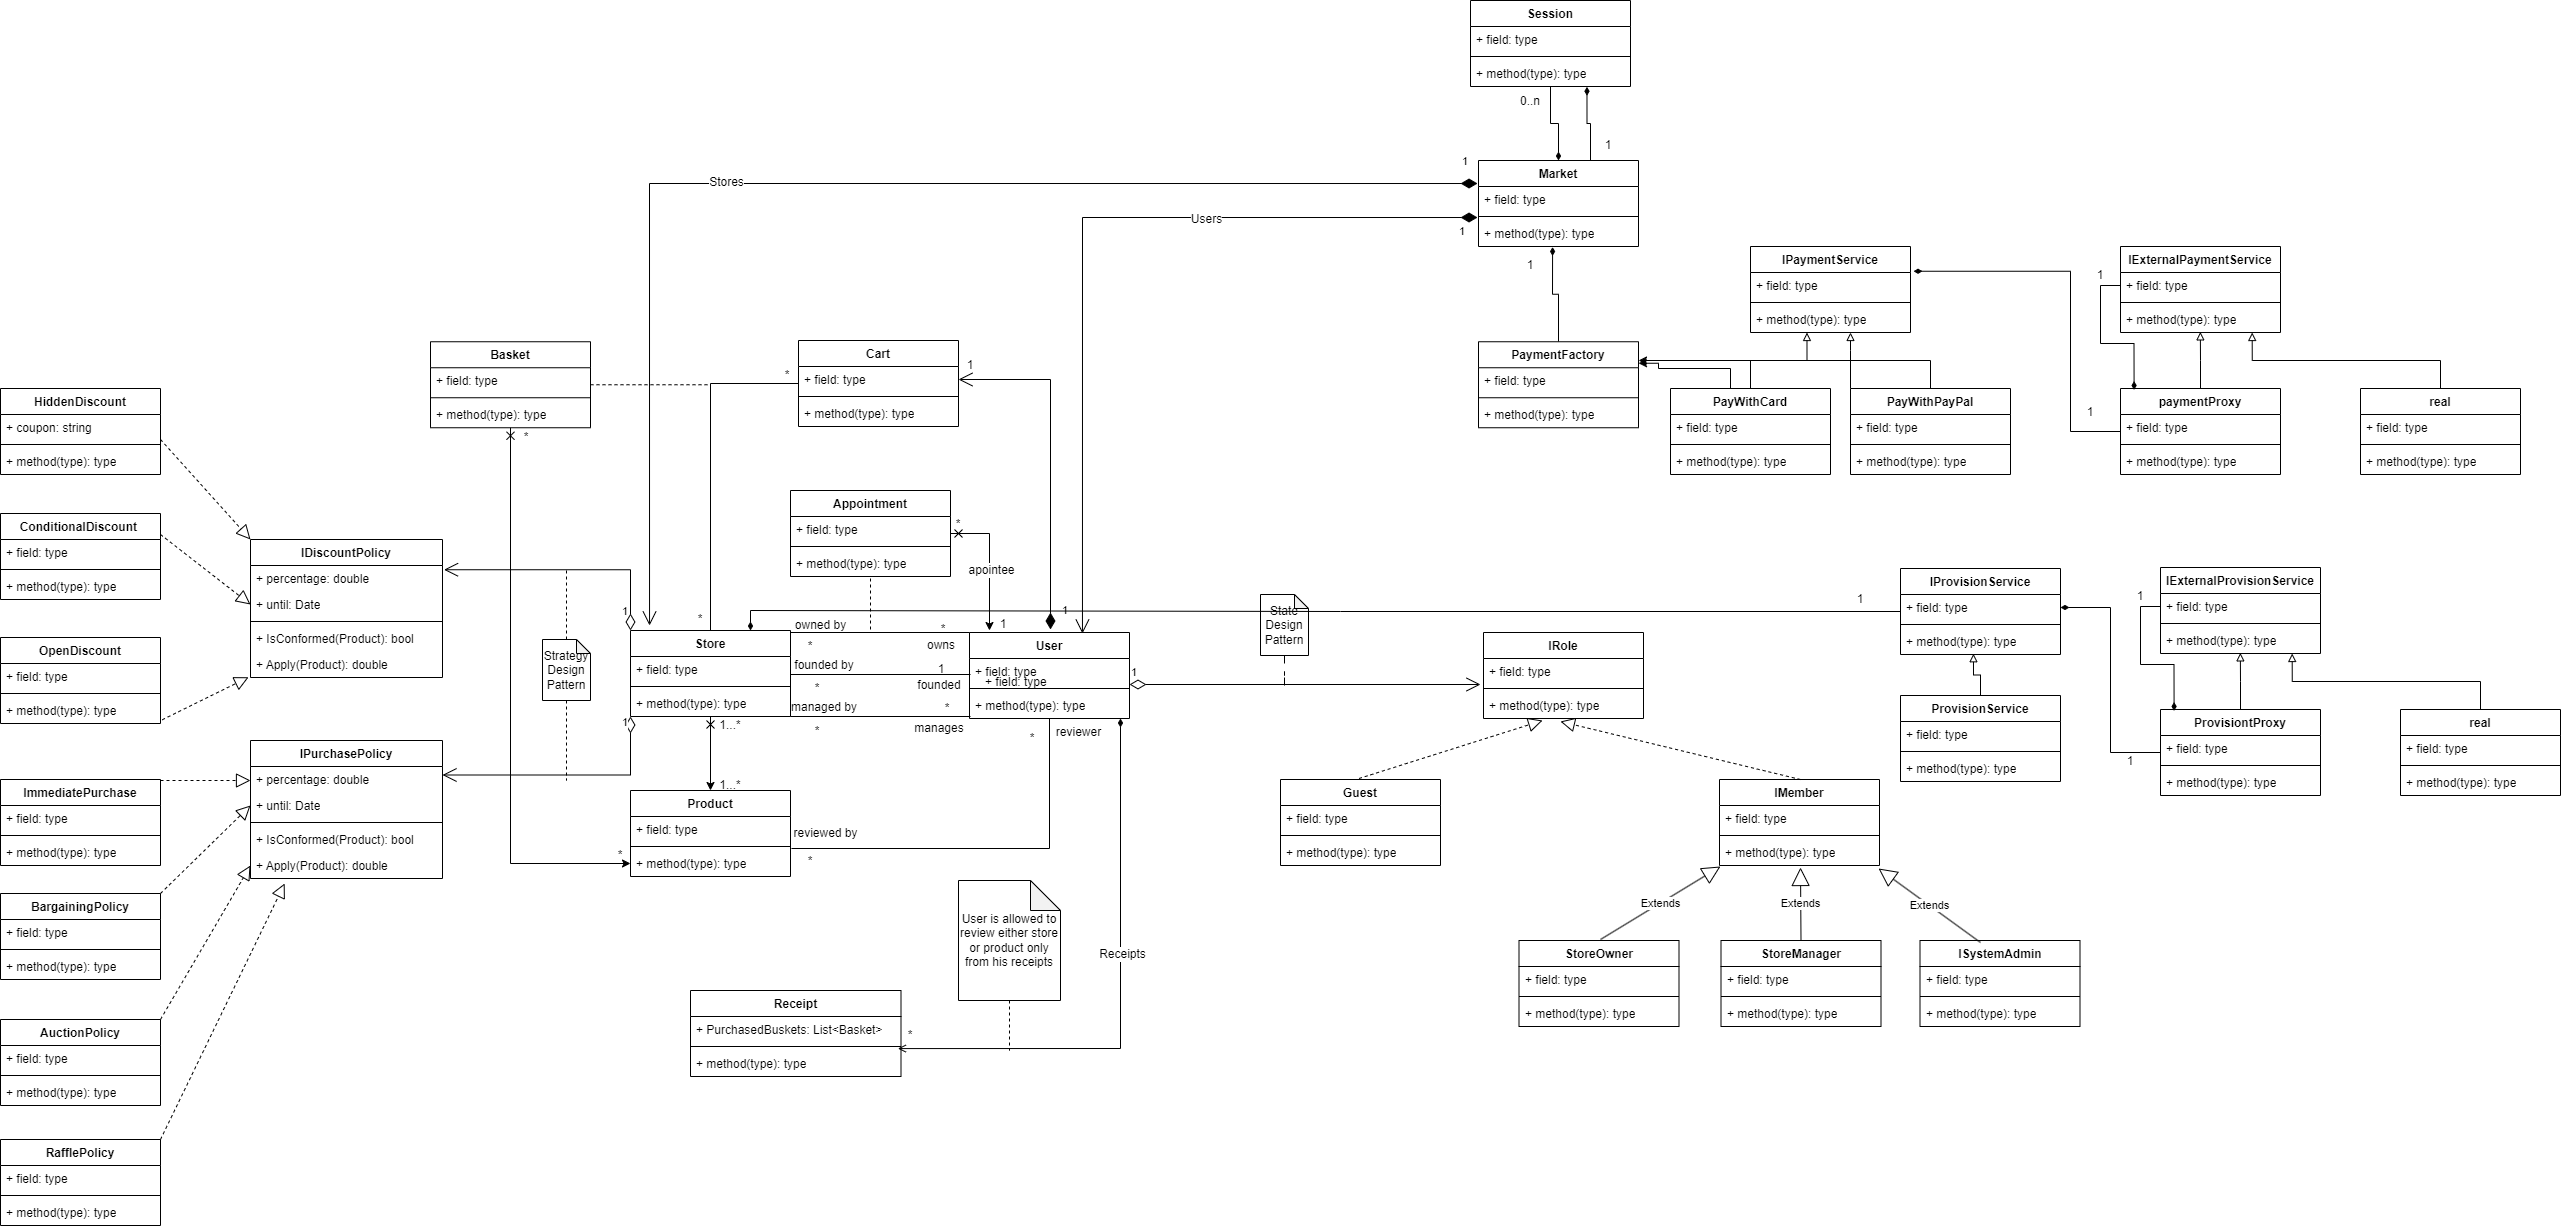 Session
+ field: type
+ method(type): type
0..n
1
1
Market
+ field: type
+ method(type): type
Stores
Users
1
1
IPaymentService
+ field: type
+ method(type): type
IExternalPaymentService
+ field: type
+ method(type): type
1
PaymentFactory
+ field: type
+ method(type): type
PayWithCard
+ field: type
+ method(type): type
PayWithPayPal
+ field: type
+ method(type): type
1
paymentProxy
+ field: type
+ method(type): type
real
+ field: type
+ method(type): type
Basket
+ field: type
+ method(type): type
*
Cart
+ field: type
+ method(type): type
*
1
HiddenDiscount
+ coupon: string
+ method(type): type
ConditionalDiscount
+ field: type
+ method(type): type
OpenDiscount
+ field: type
+ method(type): type
IDiscountPolicy
+ percentage: double
+ until: Date
+ IsConformed(Product): bool
+ Apply(Product): double
Appointment
+ field: type
+ method(type): type
*
apointee
1
1
Strategy
Design
Pattern
1
*
Store
+ field: type
+ method(type): type
1
1...*
owned by
*
*
owns
founded by
1
*
founded
managed by
*
*
manages
User
+ field: type
+ field: type
+ method(type): type
1
*
reviewer
State
Design
Pattern
IRole
+ field: type
+ method(type): type
1
IProvisionService
+ field: type
+ method(type): type
IExternalProvisionService
+ field: type
+ method(type): type
1
ProvisionService
+ field: type
+ method(type): type
1
ProvisiontProxy
+ field: type
+ method(type): type
real
+ field: type
+ method(type): type
IPurchasePolicy
+ percentage: double
+ until: Date
+ IsConformed(Product): bool
+ Apply(Product): double
ImmediatePurchase
+ field: type
+ method(type): type
BargainingPolicy
+ field: type
+ method(type): type
AuctionPolicy
+ field: type
+ method(type): type
RafflePolicy
+ field: type
+ method(type): type
1...*
*
Product
+ field: type
+ method(type): type
reviewed by
*
Guest
+ field: type
+ method(type): type
IMember
+ field: type
+ method(type): type
Extends
Extends
Extends
StoreOwner
+ field: type
+ method(type): type
StoreManager
+ field: type
+ method(type): type
ISystemAdmin
+ field: type
+ method(type): type
User is allowed to
review either store
or product only
from his receipts
Receipts
Receipt
+ PurchasedBuskets: List<Basket>
+ method(type): type
*